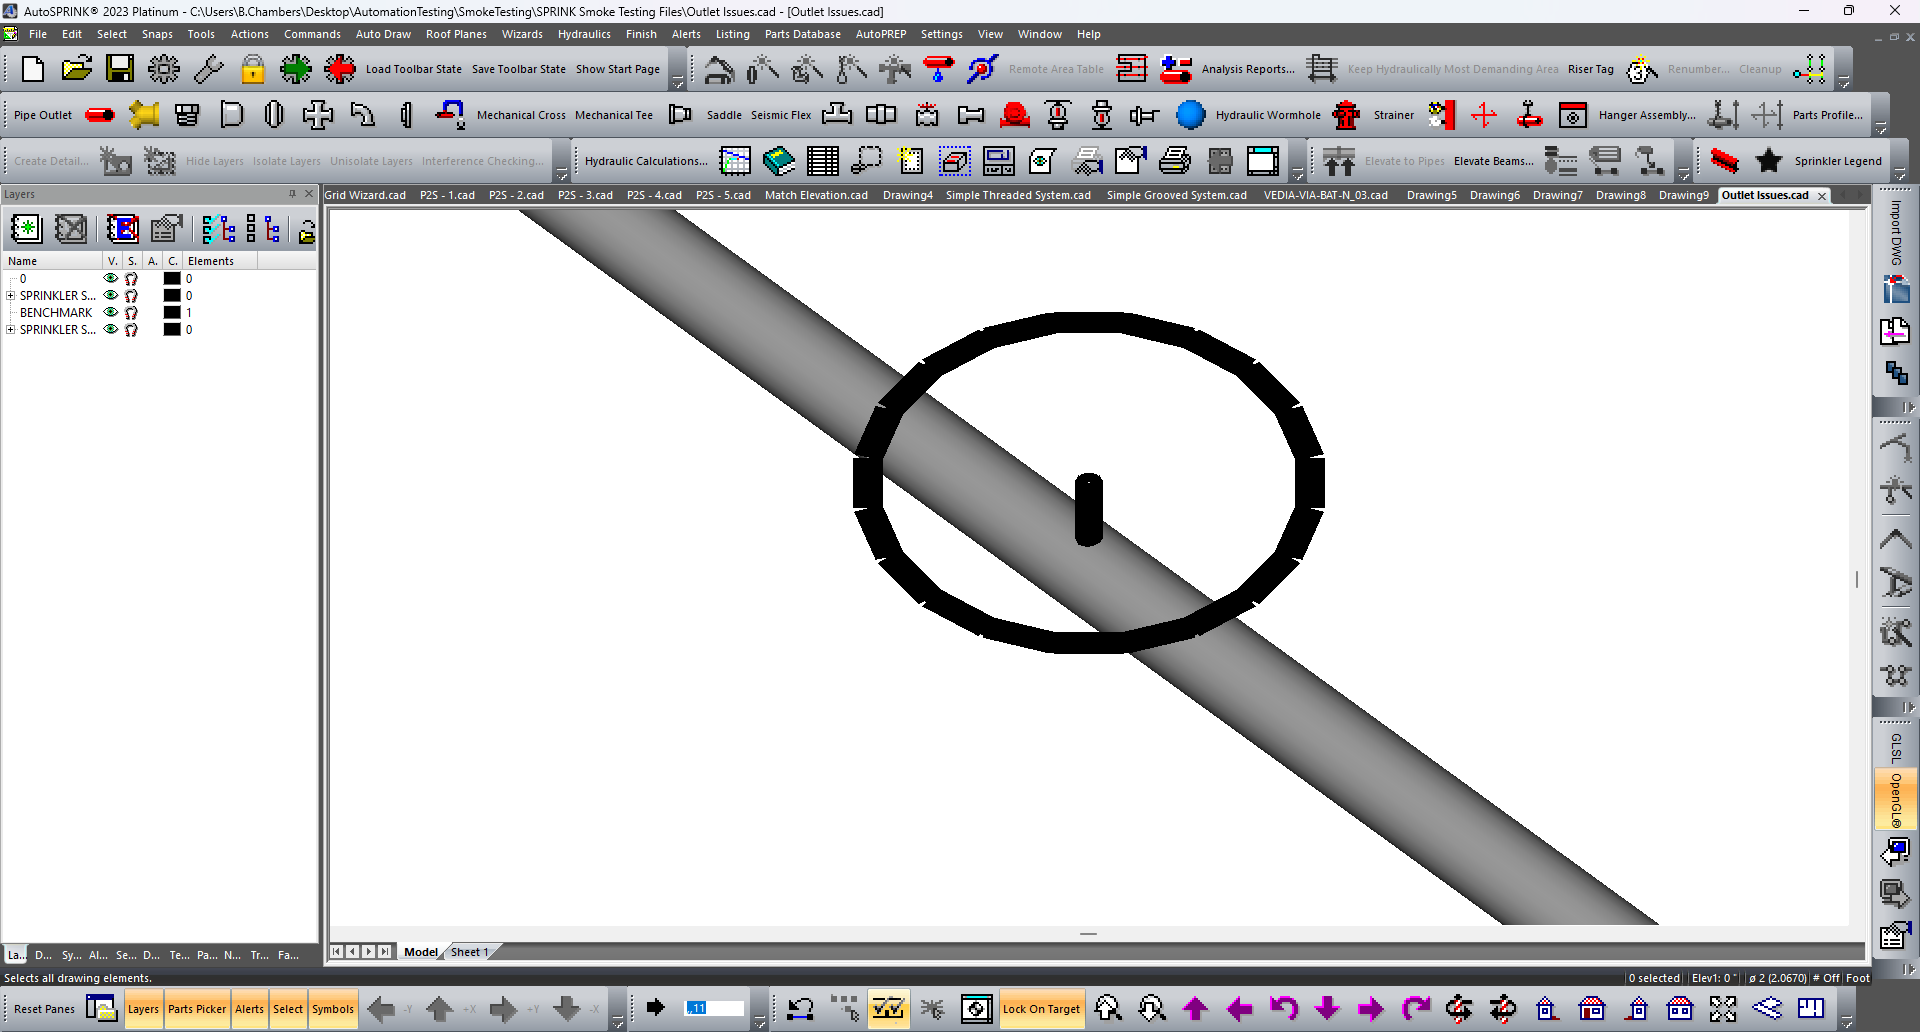 AutoSPRINK® 2023 Platinum - C:\Users\B.Chambers\Desktop\AutomationTesting\SmokeTesting\SPRINK Smoke Testing Files\Outlet Issues.cad - [Outlet Issues.cad]
File Edit Select Snaps Tools Actions Commands Auto Draw Roof Planes Wizards Hydraulics Finish Alerts Listing Parts Database AutoPREP Settings View Window Help
Load Toolbar State Save Toolbar State Show Start Page Remote Area Table Analysis Reports... Keep Hydraulically Most Demanding Area Riser Tag Renumber... Cleanup
Pipe Outlet Mechanical Cross Mechanical Tee Saddle Seismic Flex Hydraulic Wormhole Strainer Hanger Assembly... Parts Profile...
Create Detail... Hide Layers Isolate Layers Unisolate Layers Interference Checking... Hydraulic Calculations... Elevate to Pipes Elevate Beams... Sprinkler Legend
Layers
Grid Wizard.cad P2S - 1.cad P2S - 2.cad P2S - 3.cad P2S - 4.cad P2S - 5.cad Match Elevation.cad Drawing4 Simple Threaded System.cad Simple Grooved System.cad VEDIA-VIA-BAT-N_03.cad Drawing5 Drawing6 Drawing7 Drawing8 Drawing9 Outlet Issues.cad
Name V. S. A. C. Elements
0 0
SPRINKLER S... 0
BENCHMARK 1
SPRINKLER S... 0
Import DWG
GLSL
OpenGL®
La... D... Sy... Al... Se... D... Te... Pa... N... Tr... Fa...
Model Sheet 1
Selects all drawing elements.
0 selected Elev1: 0 " ø 2 (2.0670) # Off Foot
Reset Panes Layers Parts Picker Alerts Select Symbols -Y +X +Y -X .,11 Lock On Target